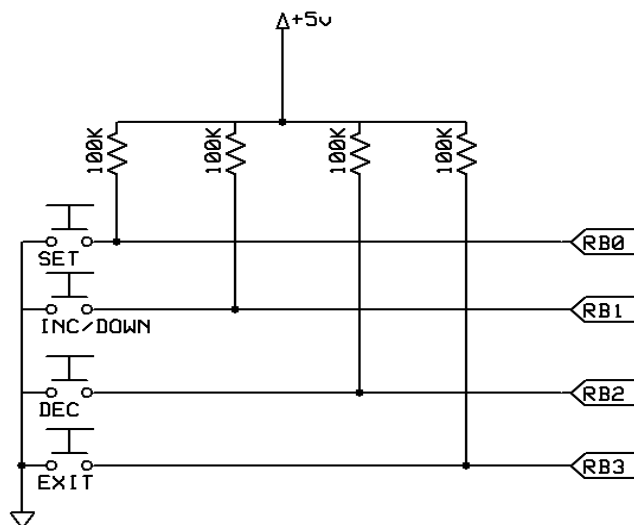 +5v
100K
100K
100K
100K
SET
RB0
INC/DOWN
RB1
DEC
RB2
EXIT
RB3